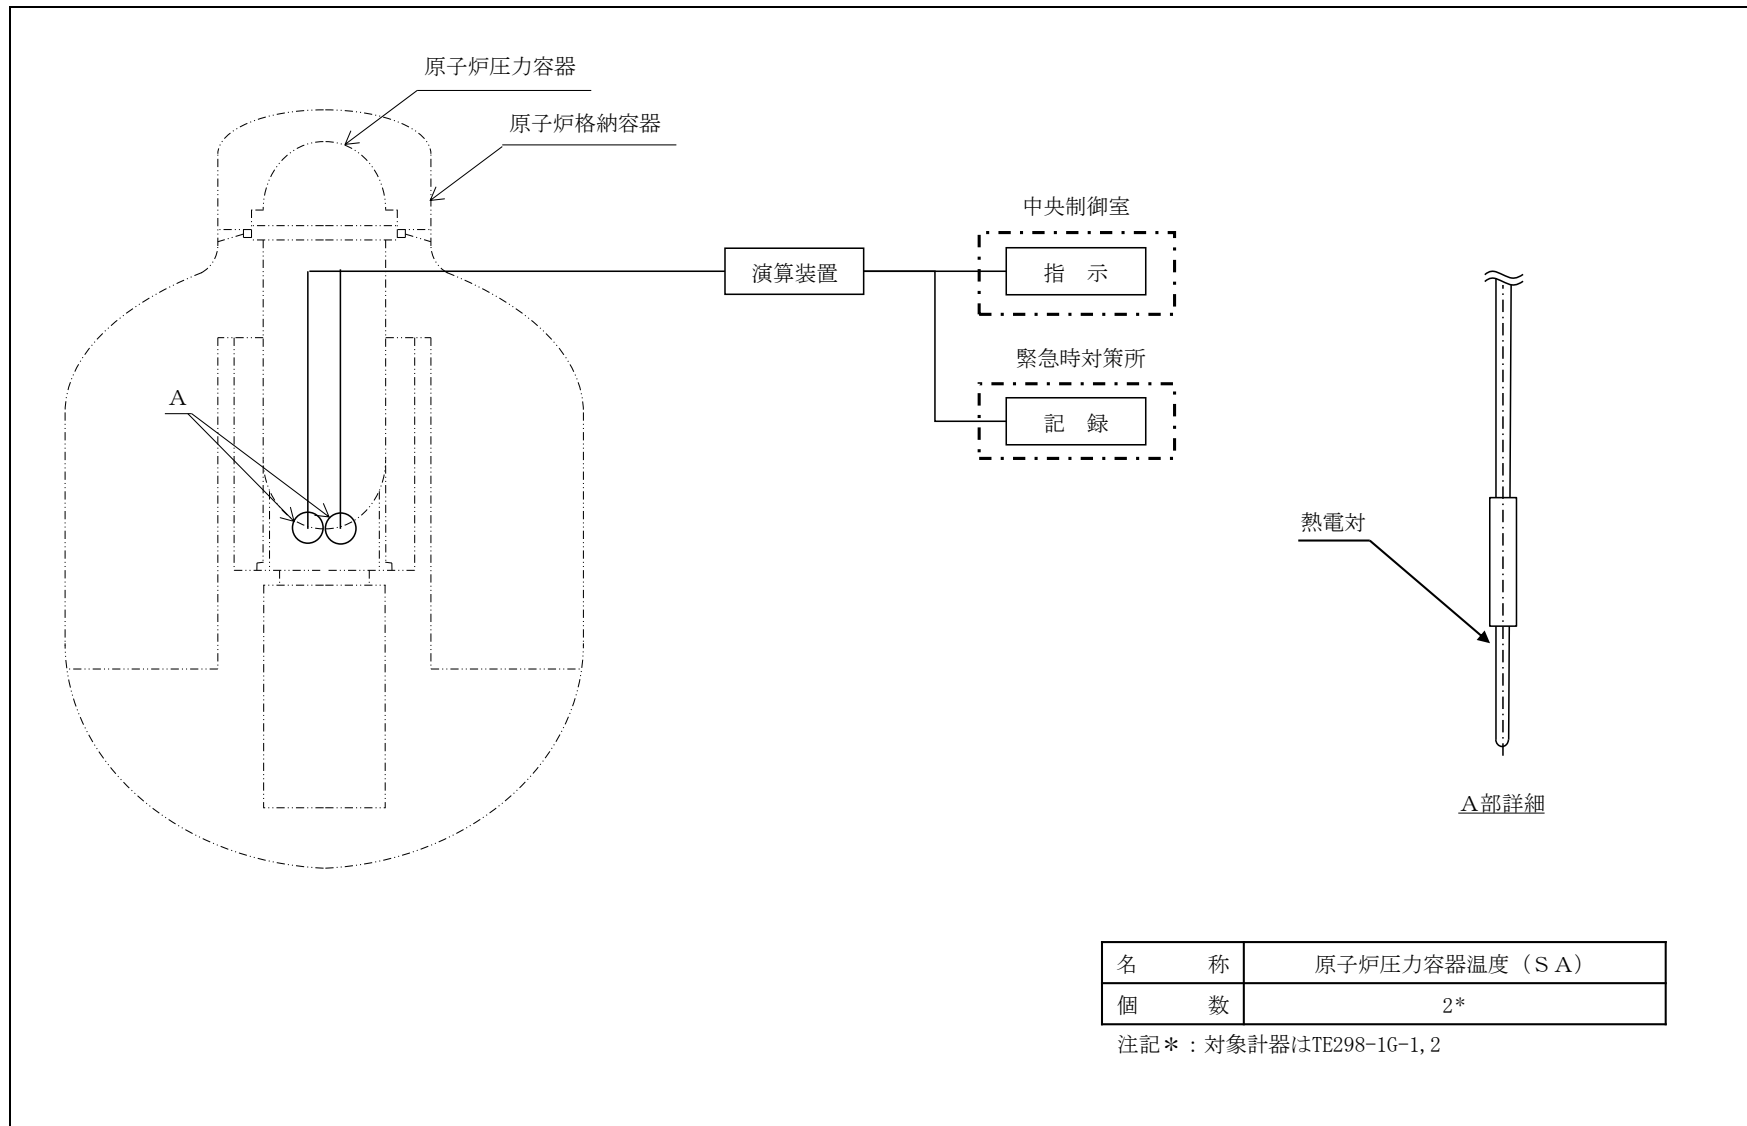 原子炉圧力容器
原子炉格納容器
中央制御室
演算装置
指　示
緊急時対策所
記　録
A
熱電対
A部詳細
名　称　原子炉圧力容器温度（ＳＡ）
個　数　2*
注記＊：対象計器はTE298-1G-1,2